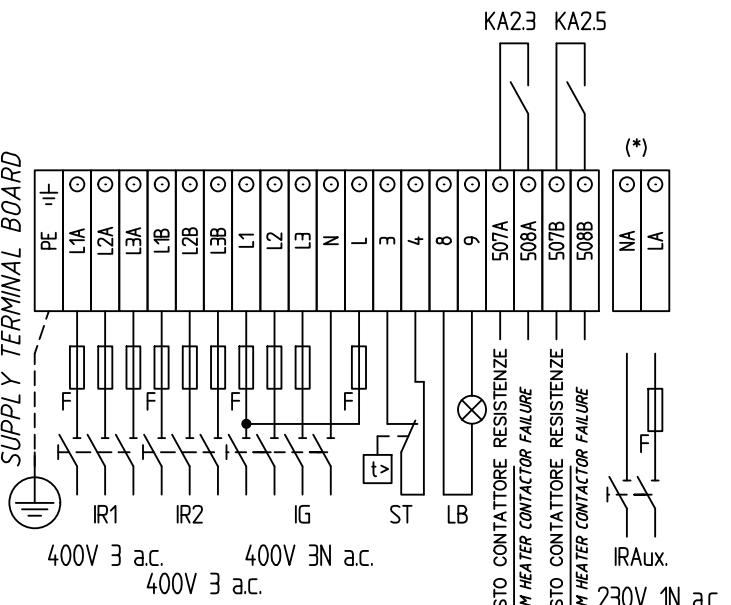 KA2.3 KA2.5
(*)
SUPPLY TERMINAL BOARD
PE L1A L2A L3A L1B L2B L3B L1 L2 L3 N L 3 4 8 9 507A 508A 507B 508B NA LA
F F F F F
t>
IR1 IR2 IG ST LB IRAux.
400V 3 a.c. 400V 3N a.c.
400V 3 a.c.
230V 1N a.c.
CONTATTORE RESISTENZE
HEATER CONTACTOR FAILURE
CONTATTORE RESISTENZE
HEATER CONTACTOR FAILURE